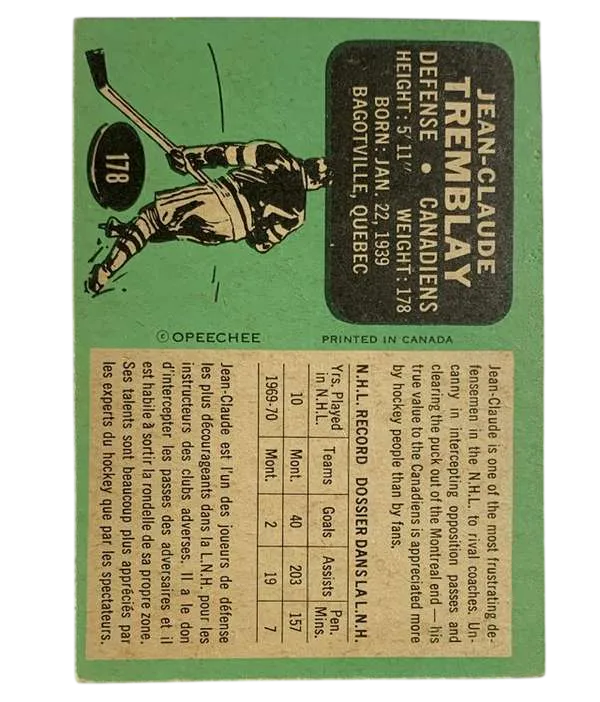 JEAN-CLAUDE
TREMBLAY
DEFENSE • CANADIENS
HEIGHT: 5' 11" WEIGHT: 178
BORN: JAN. 22, 1939
BAGOTVILLE, QUEBEC
178
© OPEECHEE
PRINTED IN CANADA
Jean-Claude is one of the most frustrating de-
fensemen in the N.H.L. to rival coaches. Un-
canny in intercepting opposition passes and
clearing the puck out of the Montreal end — his
true value to the Canadiens is appreciated more
by hockey people than by fans.
N.H.L. RECORD DOSSIER DANS LA L.N.H.
Yrs. Played in N.H.L. Teams Goals Assists Pen. Mins.
10 Mont. 40 203 157
1969-70 Mont. 2 19 7
Jean-Claude est l'un des joueurs de défense
les plus décourageants dans la L.N.H. pour les
instructeurs des clubs adverses. Il a le don
d'intercepter les passes des adversaires et il
est habile à sortir la rondelle de sa propre zone.
Ses talents sont beaucoup plus appréciés par
les experts du hockey que par les spectateurs.